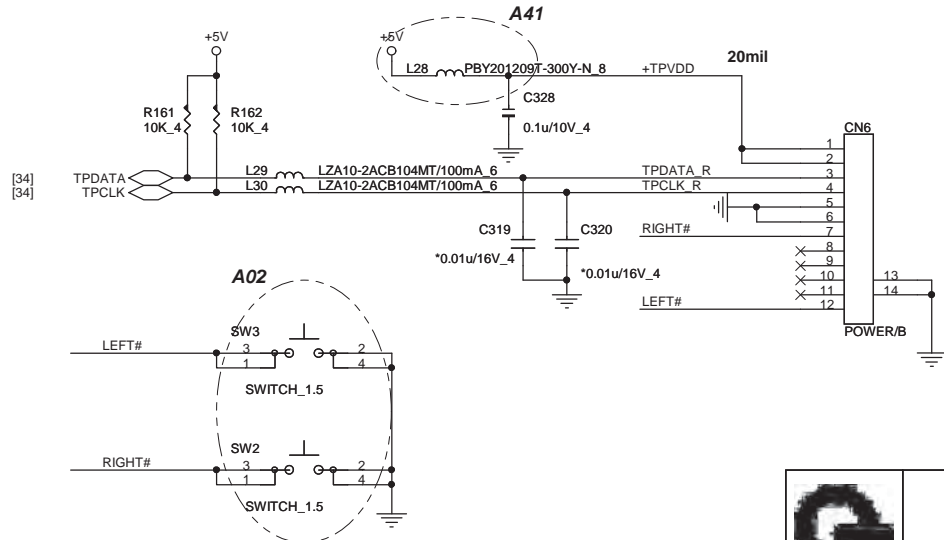 A41
+5V
+5V
20mil
L28
PBY201209T-300Y-N_8
+TPVDD
C328
0.1u/10V_4
R161
10K_4
R162
10K_4
CN6
1
2
3
4
5
6
7
8
9
10
11
12
13
14
POWER/B
[34]
TPDATA
L29
LZA10-2ACB104MT/100mA_6
TPDATA_R
[34]
TPCLK
L30
LZA10-2ACB104MT/100mA_6
TPCLK_R
C319
*0.01u/16V_4
C320
*0.01u/16V_4
RIGHT#
LEFT#
A02
LEFT#
SW3
3
1
2
4
SWITCH_1.5
RIGHT#
SW2
3
1
2
4
SWITCH_1.5